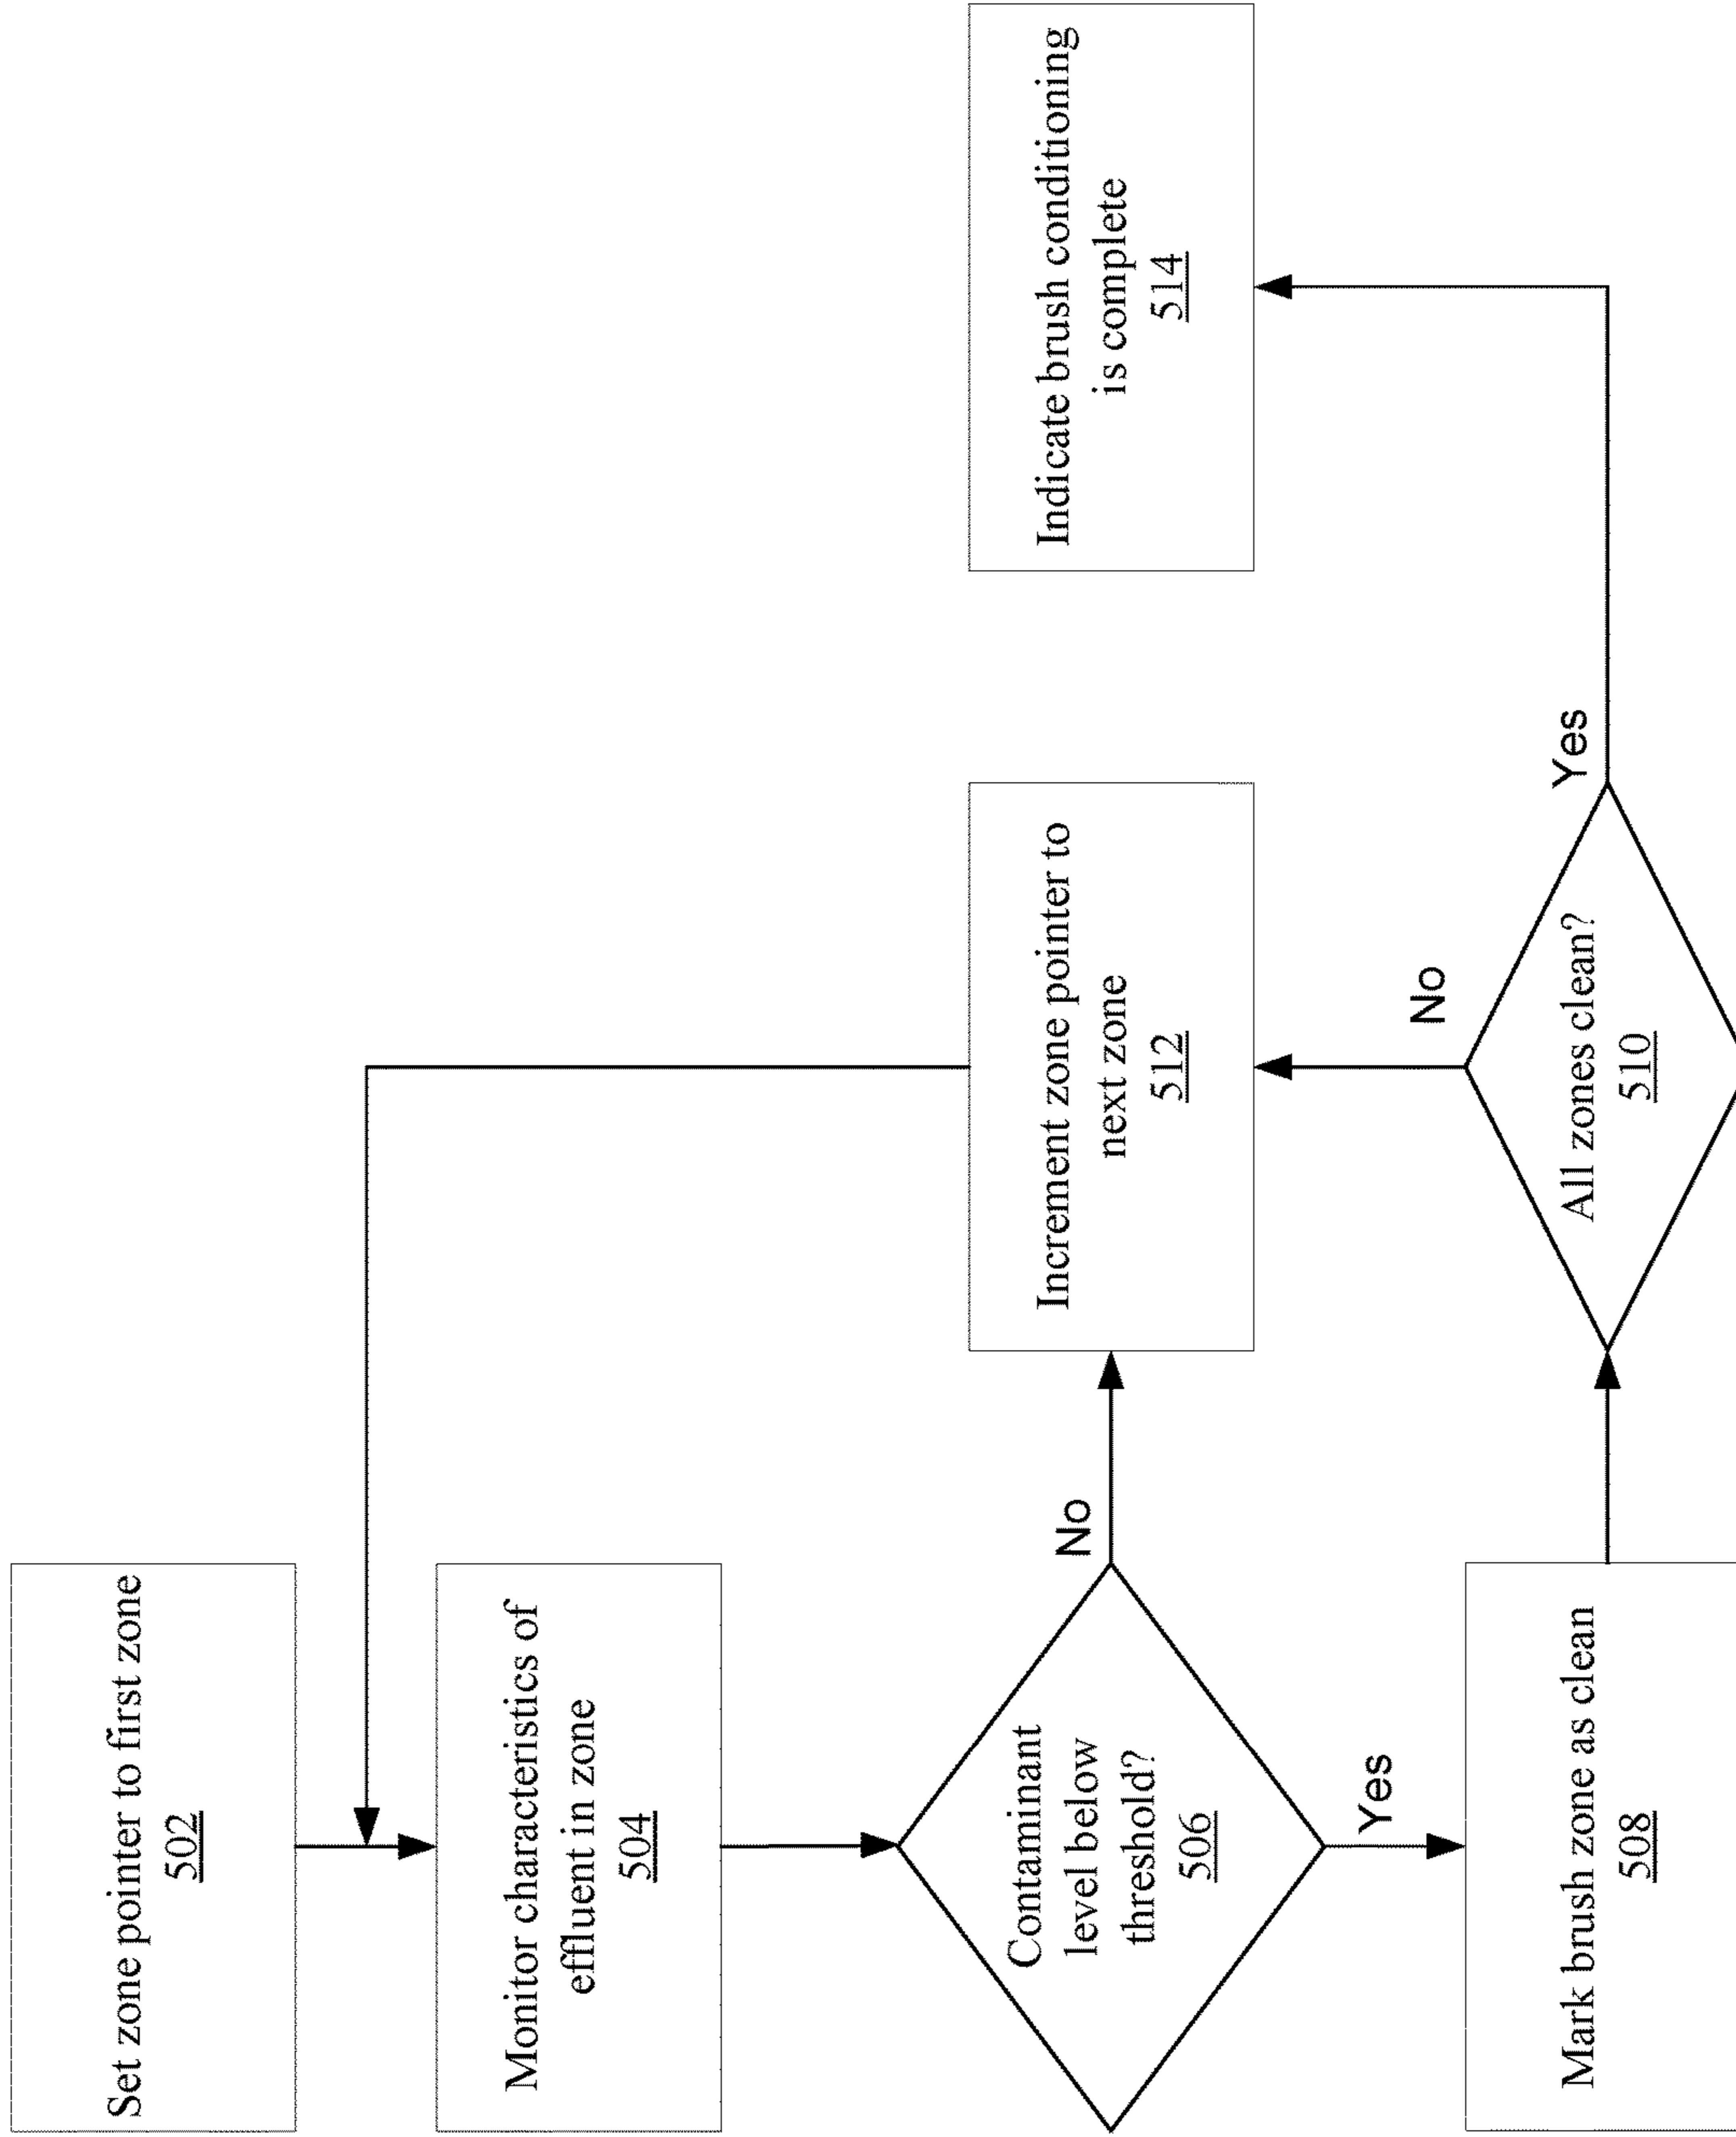 Set zone pointer to first zone
502
Monitor characteristics of
effluent in zone
504
Contaminant
level below
threshold?
506
No
Yes
Mark brush zone as clean
508
All zones clean?
510
No
Yes
Increment zone pointer to
next zone
512
Indicate brush conditioning
is complete
514